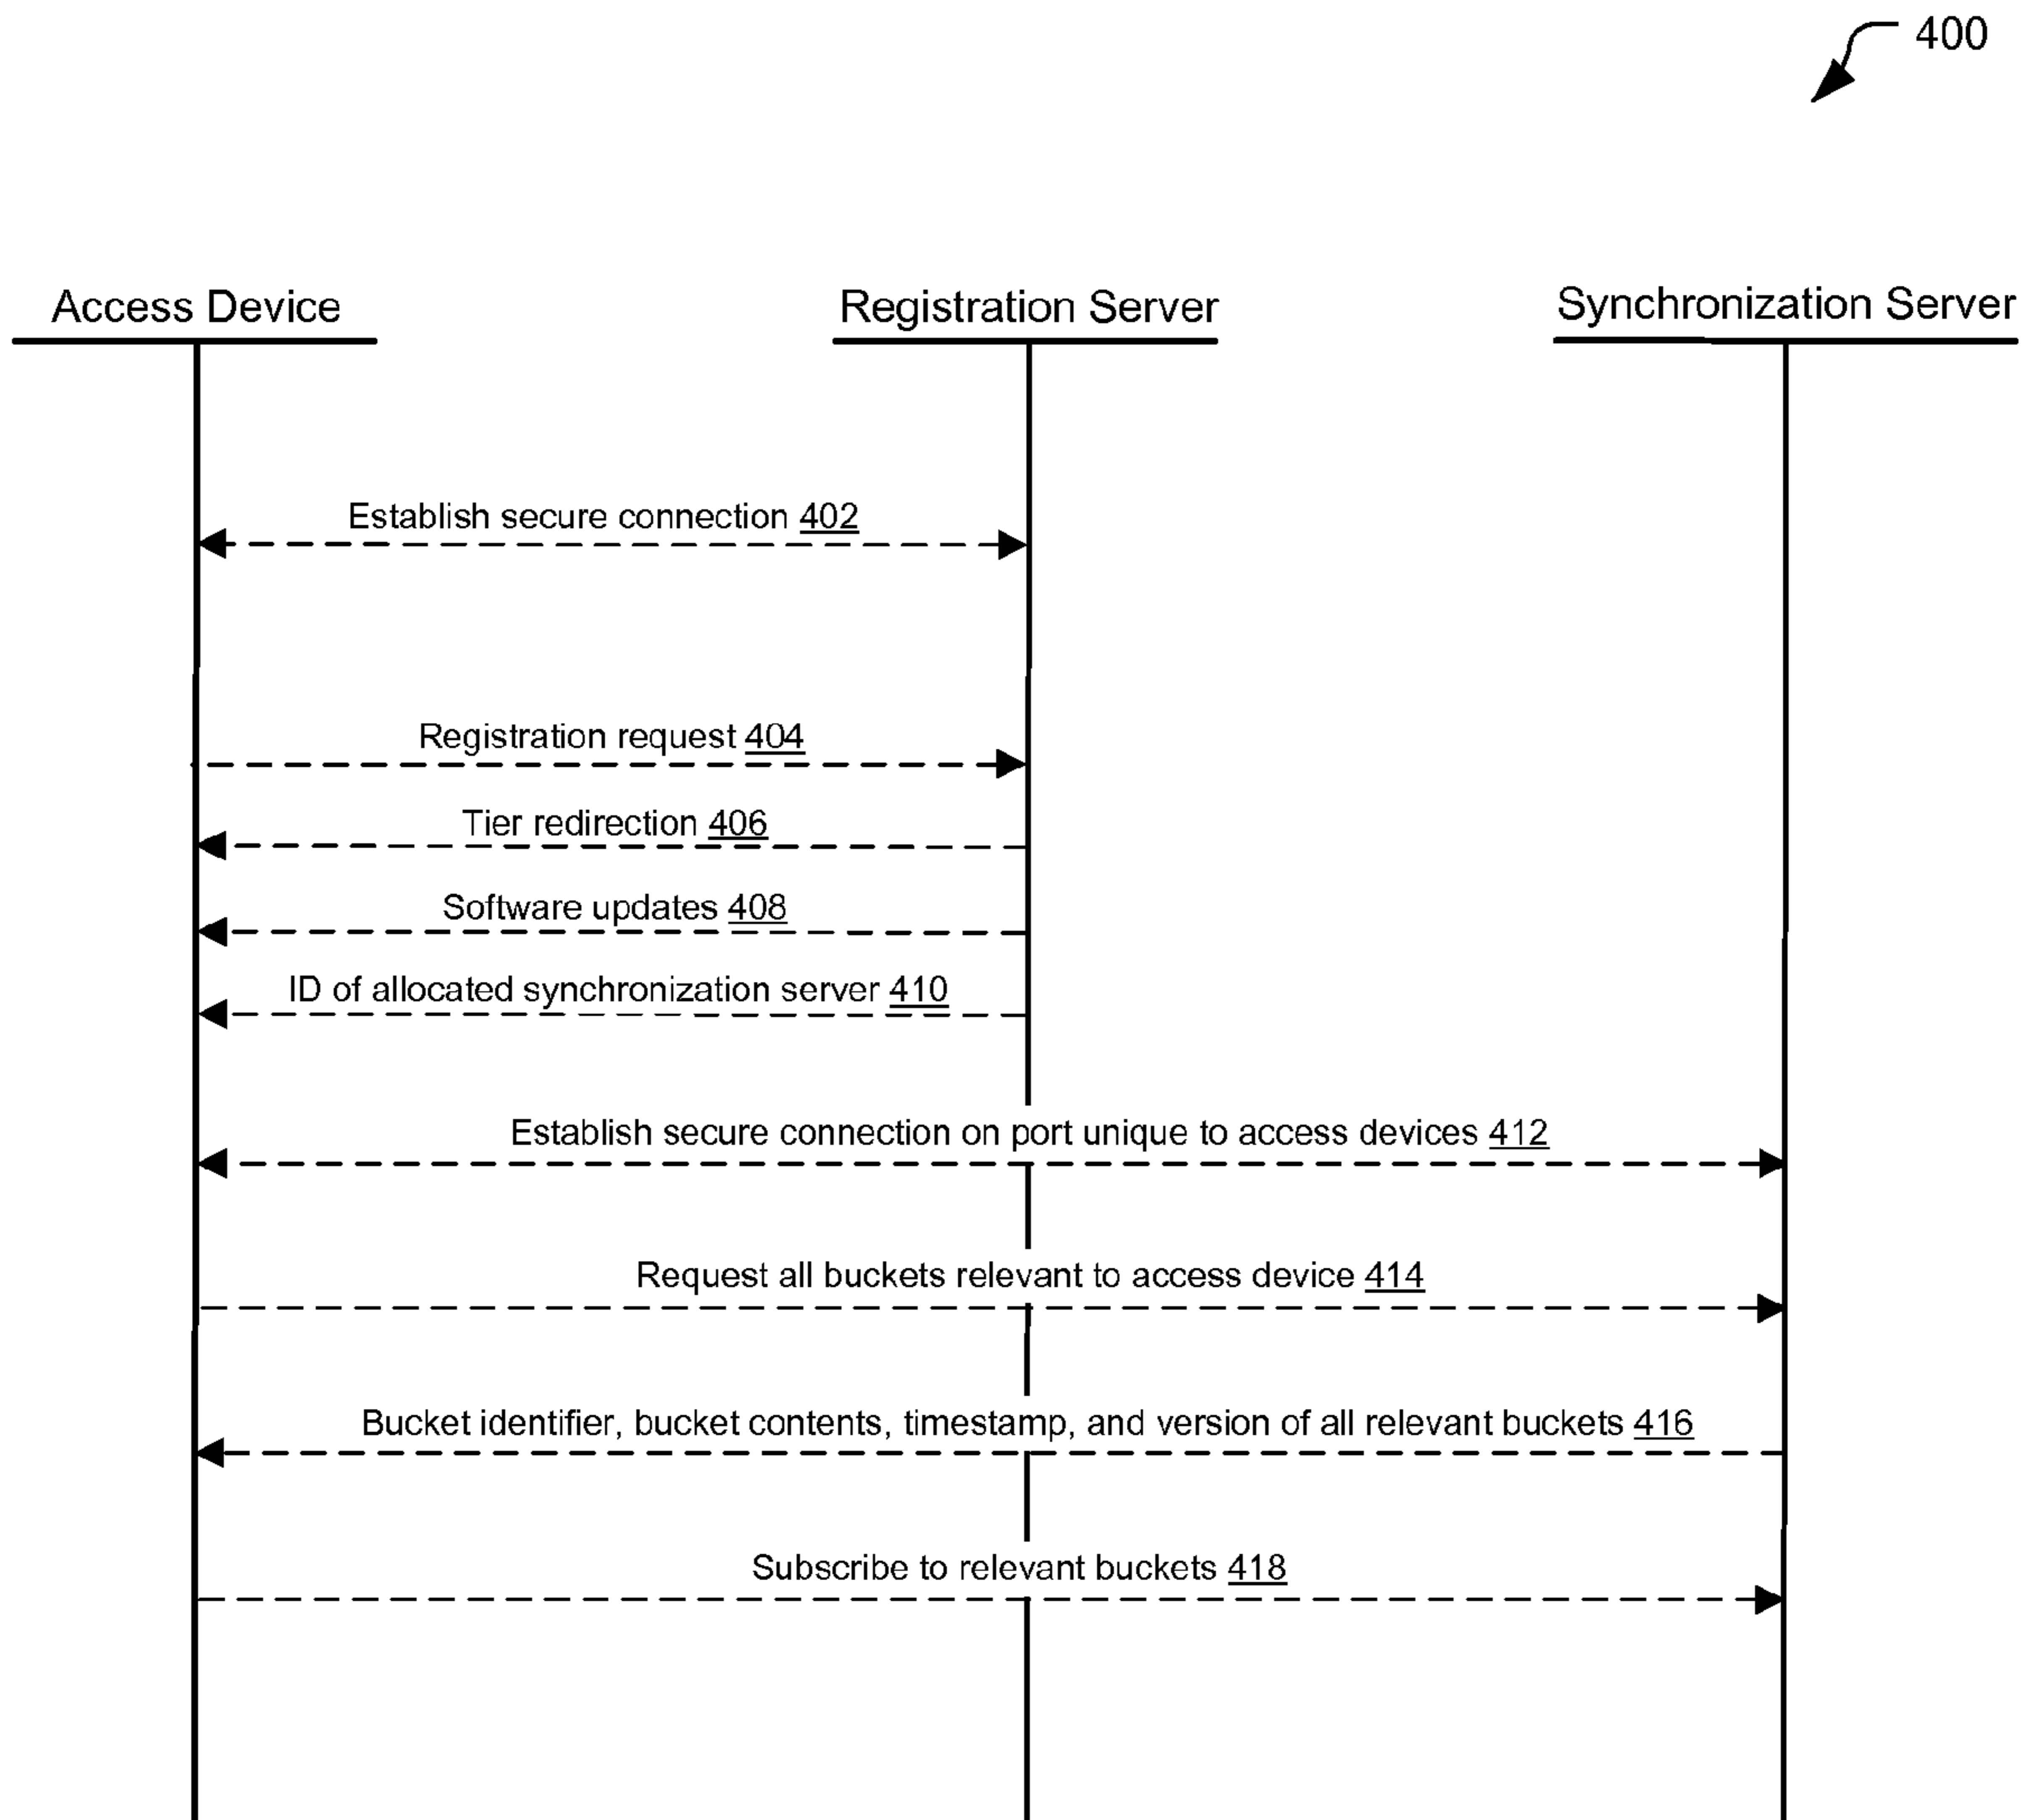 400
Access Device
Registration Server
Synchronization Server
Establish secure connection 402
Registration request 404
Tier redirection 406
Software updates 408
ID of allocated synchronization server 410
Establish secure connection on port unique to access devices 412
Request all buckets relevant to access device 414
Bucket identifier, bucket contents, timestamp, and version of all relevant buckets 416
Subscribe to relevant buckets 418